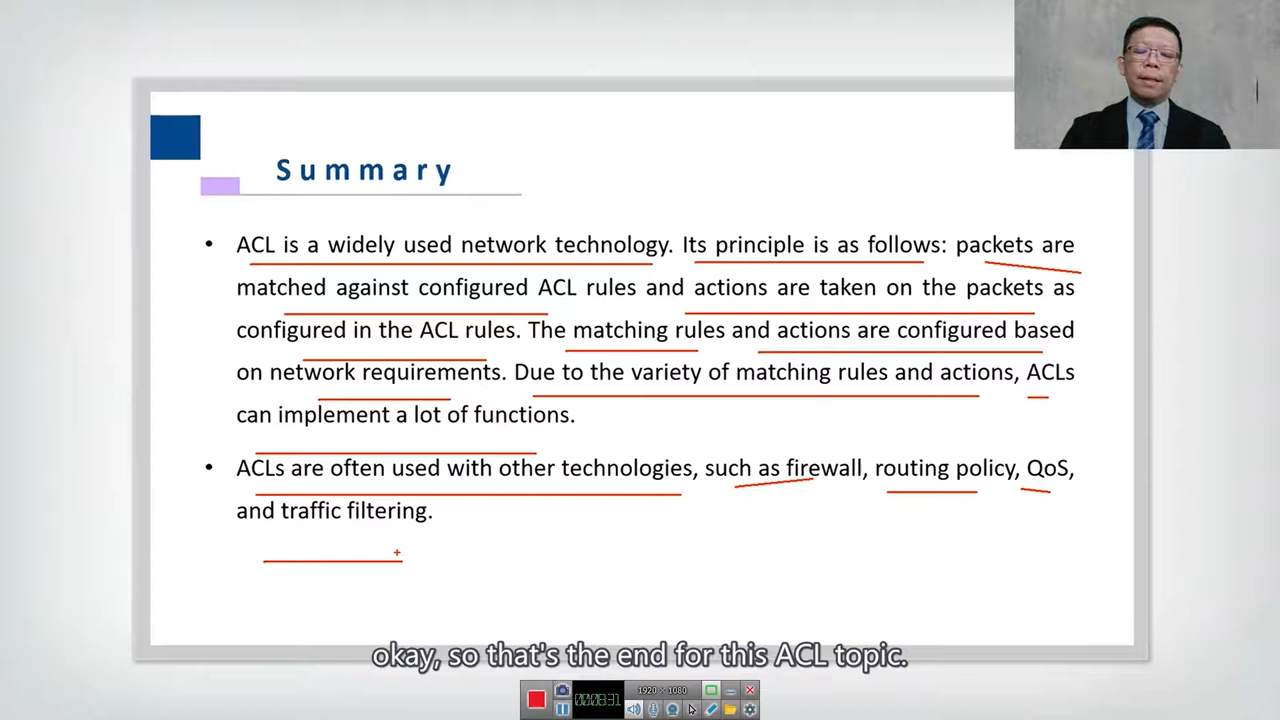 Summary
• ACL is a widely used network technology. Its principle is as follows: packets are
matched against configured ACL rules and actions are taken on the packets as
configured in the ACL rules. The matching rules and actions are configured based
on network requirements. Due to the variety of matching rules and actions, ACLs
can implement a lot of functions.
• ACLs are often used with other technologies, such as firewall, routing policy, QoS,
and traffic filtering.
okay, so that's the end for this ACL topic.
00:08:31
1920 × 1080